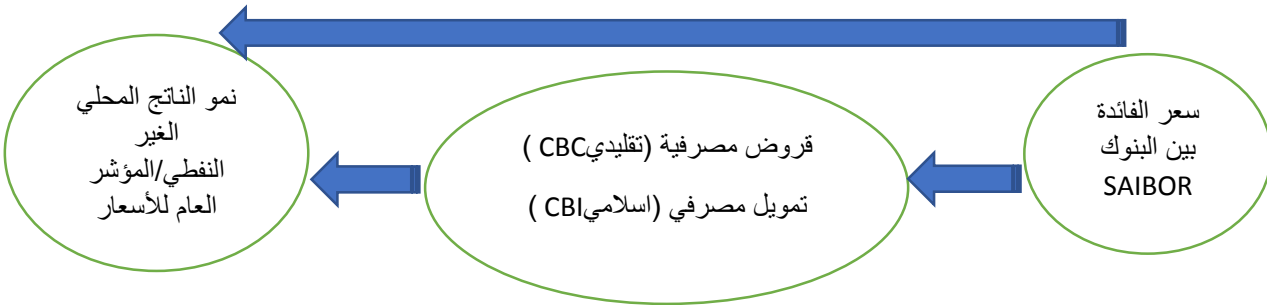 سعر الفائدة
بين البنوك
SAIBOR
قروض مصرفية (تقليديCBC )
تمويل مصرفي (اسلاميCBI )
نمو الناتج المحلي
الغير
النفطي/المؤشر
العام للأسعار